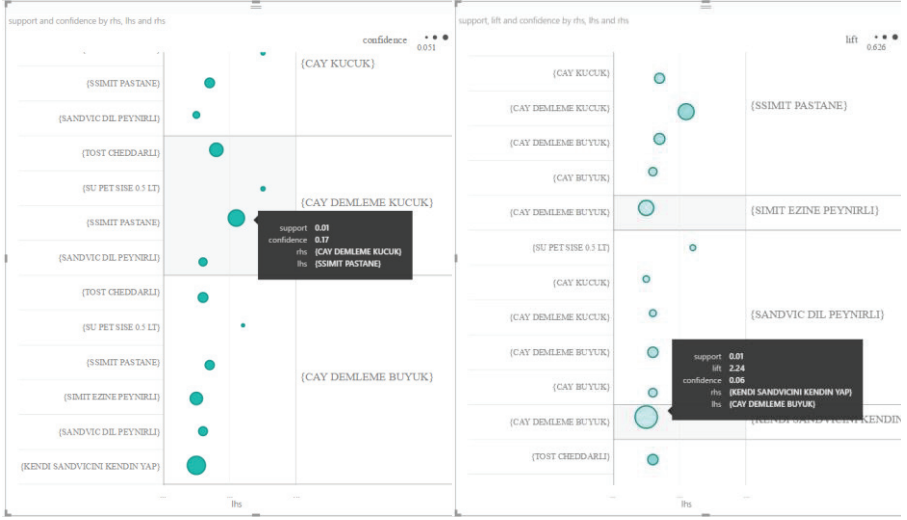 support and confidence by rhs, lhs and rhs
confidence
0.051
{CAY KUCUK}
{SSIMIT PASTANE}
{SANDVIC DIL PEYNIRLI}
{TOST CHEDDARLI}
{SU PET SISE 0.5 LT}
{CAY DEMLEME KUCUK}
{SSIMIT PASTANE}
support 0.01
confidence 0.17
rhs {CAY DEMLEME KUCUK}
lhs {SSIMIT PASTANE}
{SANDVIC DIL PEYNIRLI}
{TOST CHEDDARLI}
{SU PET SISE 0.5 LT}
{SSIMIT PASTANE}
{CAY DEMLEME BUYUK}
{SIMIT EZINE PEYNIRLI}
{SANDVIC DIL PEYNIRLI}
{KENDI SANDVICINI KENDIN YAP}
... ... ...
lhs
support, lift and confidence by rhs, lhs and rhs
lift
0.626
{CAY KUCUK}
{CAY DEMLEME KUCUK}
{SSIMIT PASTANE}
{CAY DEMLEME BUYUK}
{CAY BUYUK}
{CAY DEMLEME BUYUK}
{SIMIT EZINE PEYNIRLI}
{SU PET SISE 0.5 LT}
{CAY KUCUK}
{CAY DEMLEME KUCUK}
{SANDVIC DIL PEYNIRLI}
{CAY DEMLEME BUYUK}
{CAY BUYUK}
support 0.01
lift 2.24
confidence 0.06
rhs {KENDI SANDVICINI KENDIN YAP}
lhs {CAY DEMLEME BUYUK}
{CAY DEMLEME BUYUK}
{KENDI SANDVICINI KENDIN
{TOST CHEDDARLI}
... ... ...
lhs